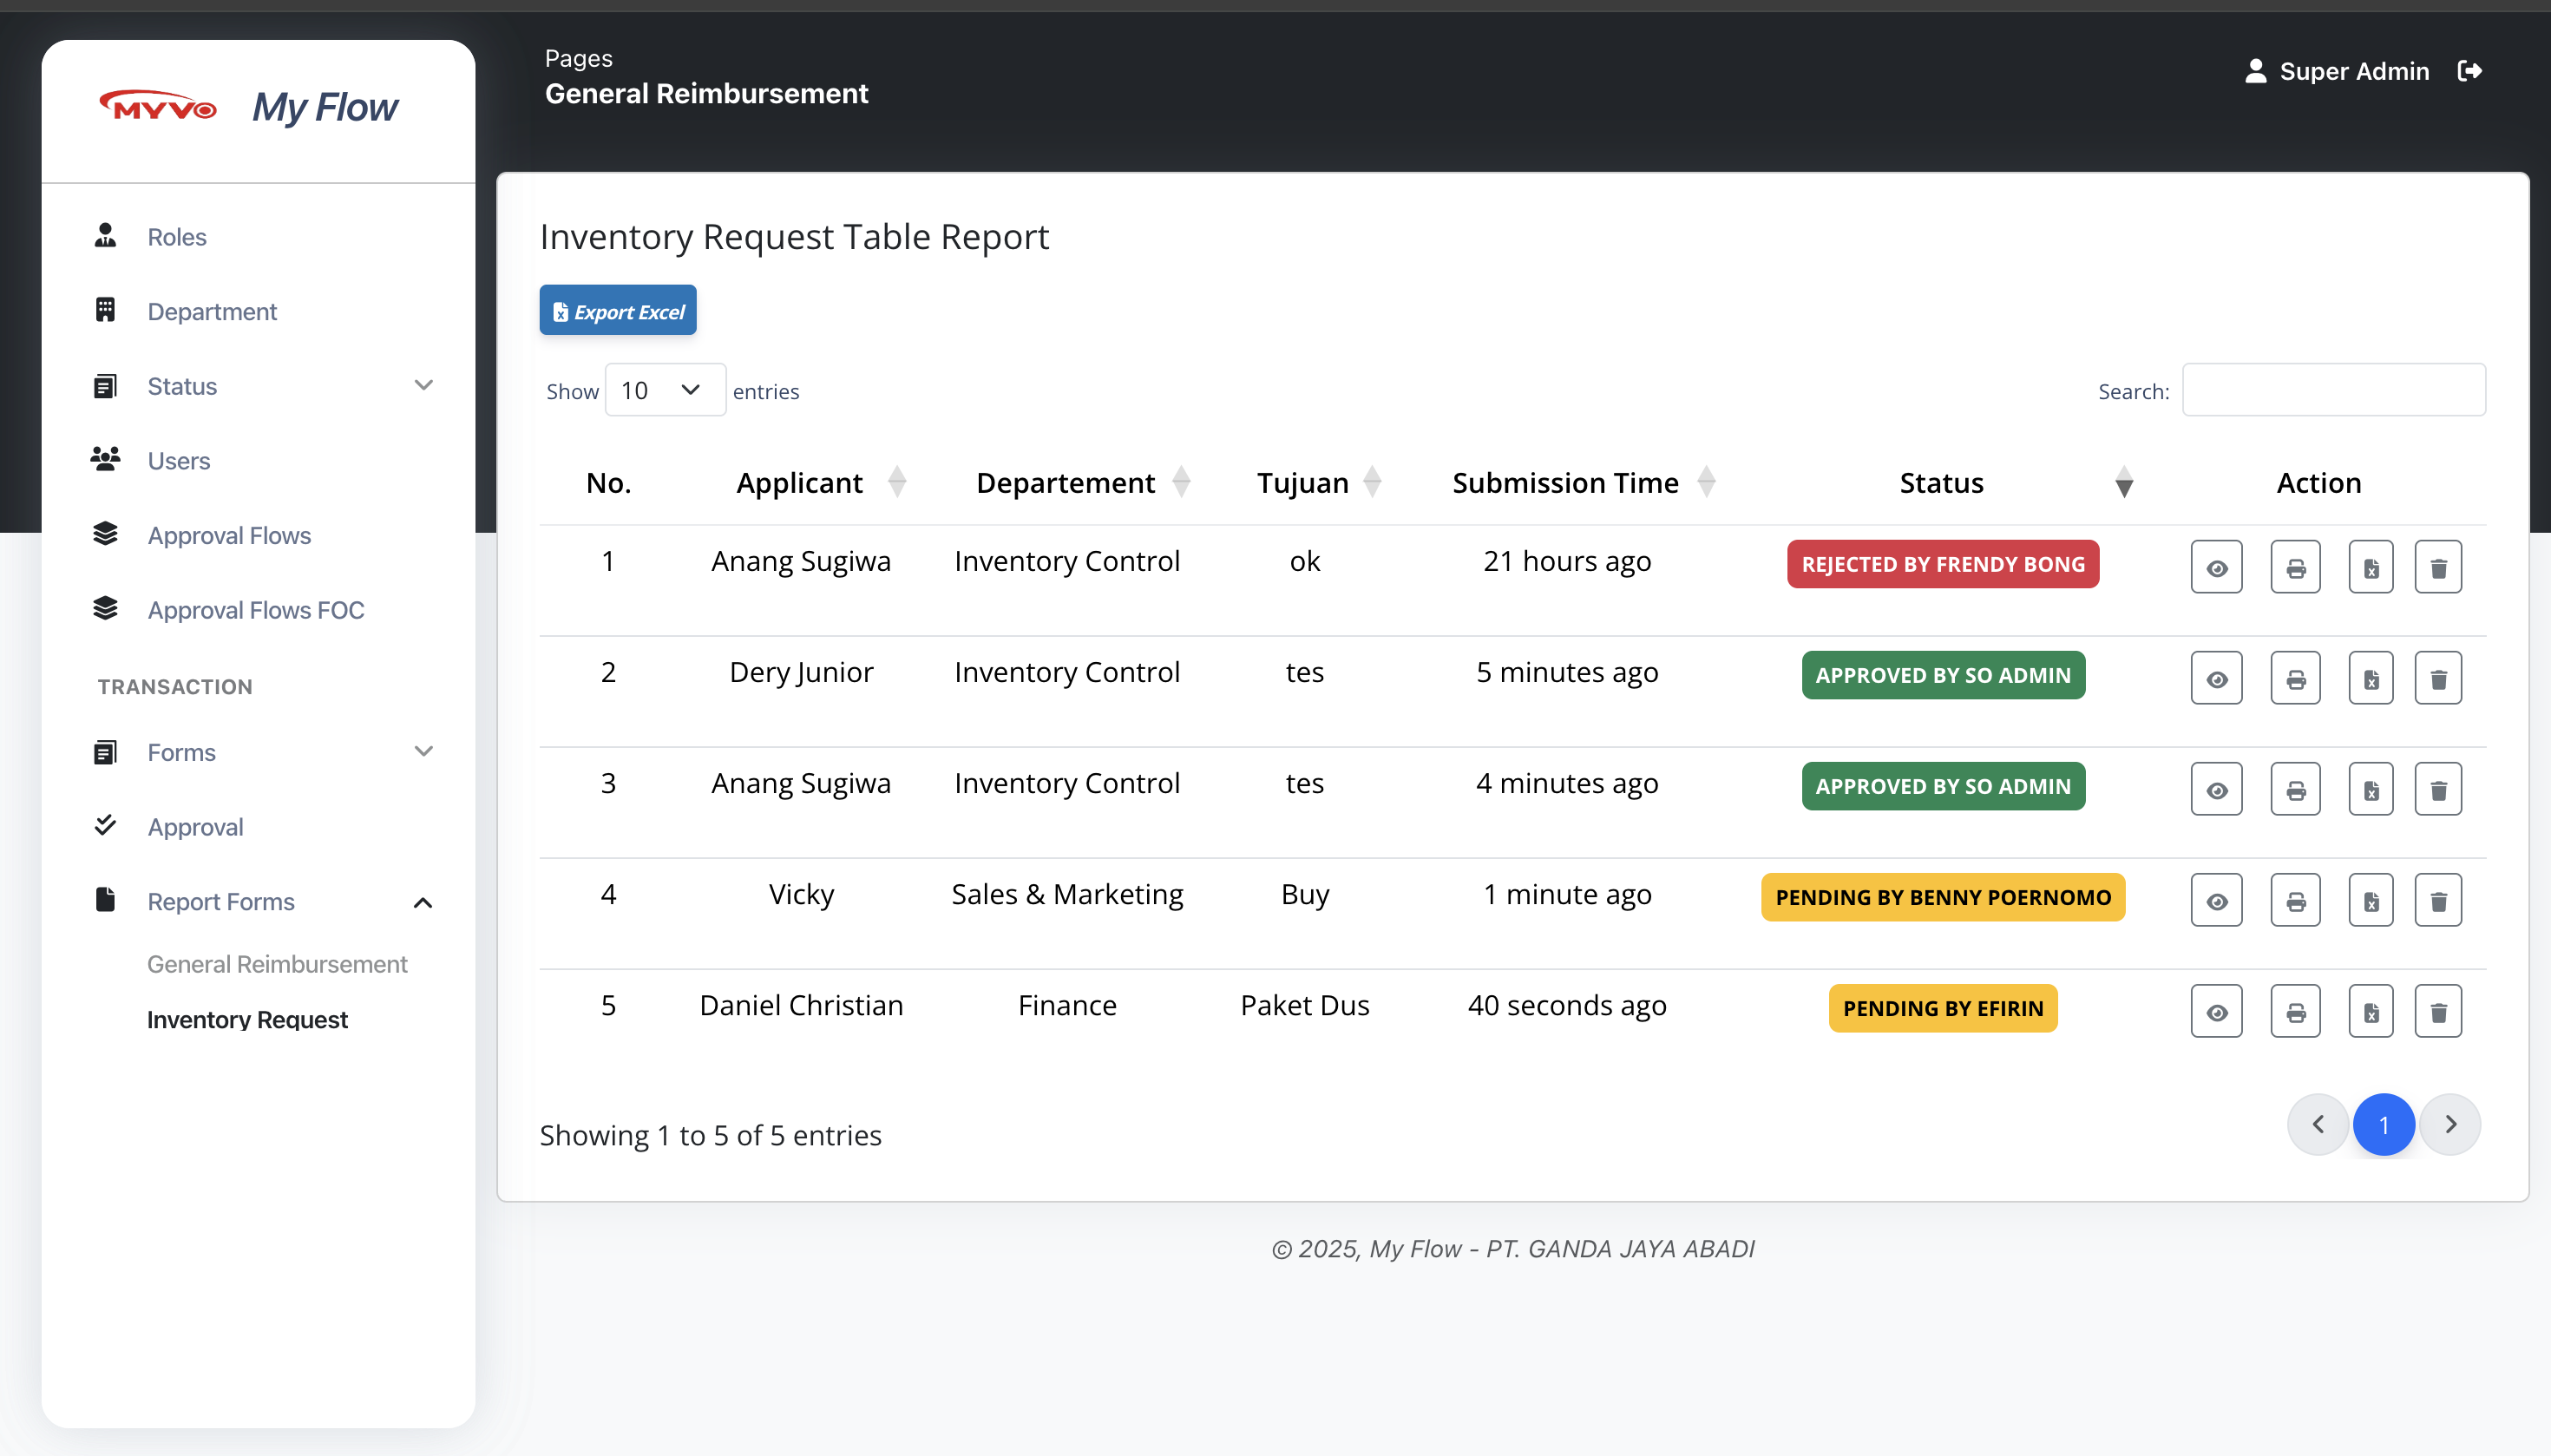 MYVO My Flow
Pages
General Reimbursement
Super Admin
Roles
Department
Status
Users
Approval Flows
Approval Flows FOC
TRANSACTION
Forms
Approval
Report Forms
General Reimbursement
Inventory Request
Inventory Request Table Report
Export Excel
Show 10 entries
Search:
No. Applicant Departement Tujuan Submission Time Status Action
1 Anang Sugiwa Inventory Control ok 21 hours ago REJECTED BY FRENDY BONG
2 Dery Junior Inventory Control tes 5 minutes ago APPROVED BY SO ADMIN
3 Anang Sugiwa Inventory Control tes 4 minutes ago APPROVED BY SO ADMIN
4 Vicky Sales & Marketing Buy 1 minute ago PENDING BY BENNY POERNOMO
5 Daniel Christian Finance Paket Dus 40 seconds ago PENDING BY EFIRIN
Showing 1 to 5 of 5 entries
1
© 2025, My Flow - PT. GANDA JAYA ABADI